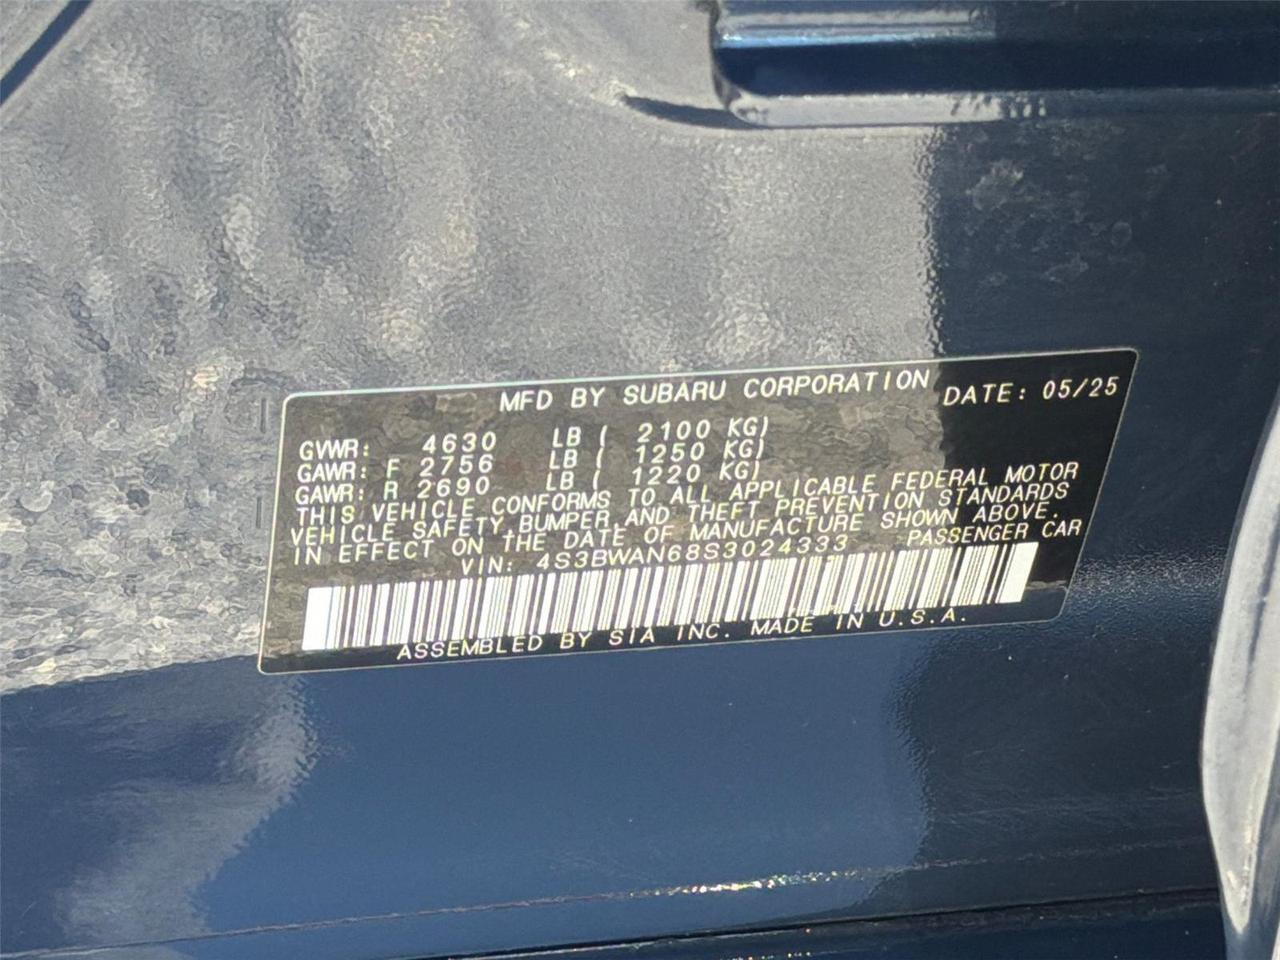 MFD BY SUBARU CORPORATION DATE: 05/25
GVWR: 4630 LB ( 2100 KG)
GAWR: F 2756 LB ( 1250 KG)
GAWR: R 2690 LB ( 1220 KG)
THIS VEHICLE CONFORMS TO ALL APPLICABLE FEDERAL MOTOR
VEHICLE SAFETY,BUMPER,AND THEFT PREVENTION STANDARDS
IN EFFECT ON THE DATE OF MANUFACTURE SHOWN ABOVE.
VIN: 4S3BWAN68S3024333 PASSENGER CAR
ASSEMBLED BY SIA INC. MADE IN U.S.A.